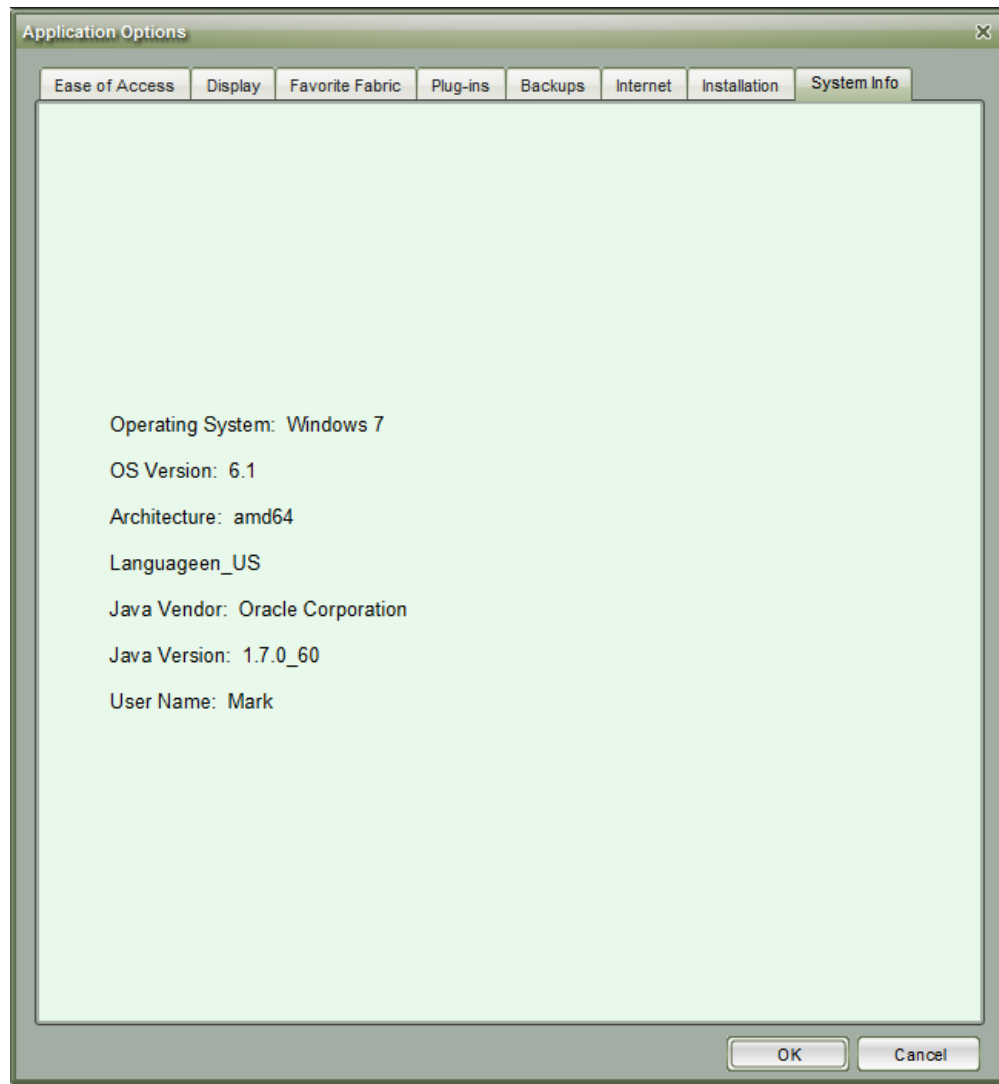 Application Options
Ease of Access Display Favorite Fabric Plug-ins Backups Internet Installation System Info
Operating System: Windows 7
OS Version: 6.1
Architecture: amd64
Languageen_US
Java Vendor: Oracle Corporation
Java Version: 1.7.0_60
User Name: Mark
OK Cancel